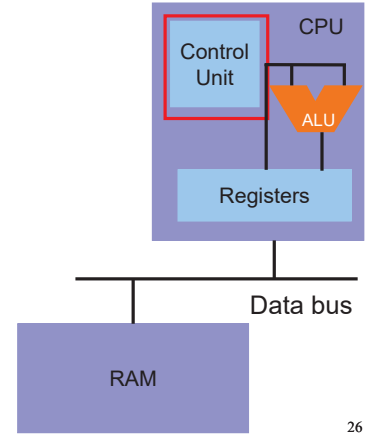 CPU
Control
Unit
ALU
Registers
Data bus
RAM
26